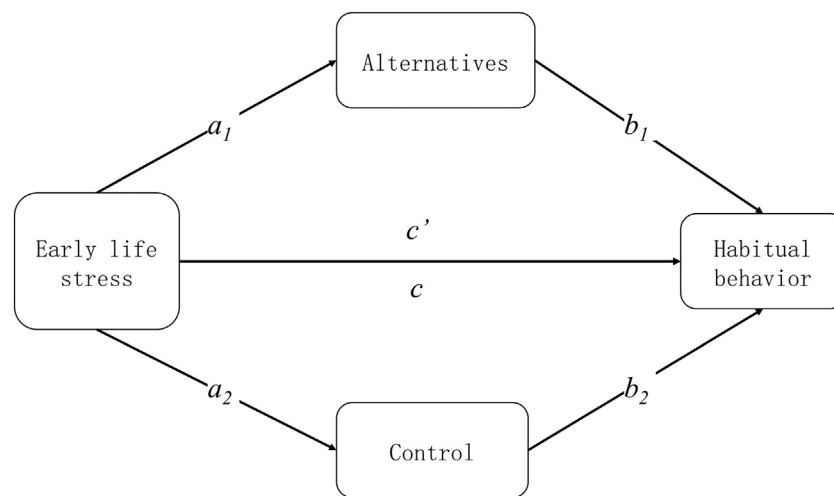 Alternatives
a1
b1
Early life
stress
c’
c
Habitual
behavior
a2
b2
Control